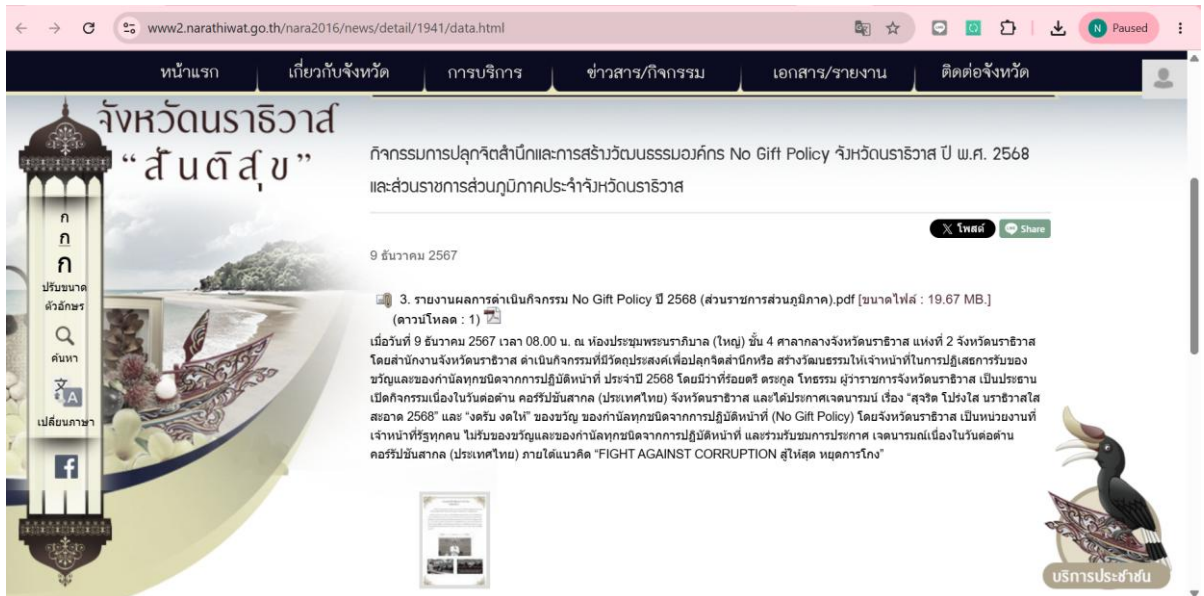 www2.narathiwat.go.th/nara2016/news/detail/1941/data.html
N Paused
หน้าแรก เกี่ยวกับจังหวัด การบริการ ข่าวสาร/กิจกรรม เอกสาร/รายงาน ติดต่อจังหวัด
จังหวัดนราธิวาส
“สันติสุข”
กิจกรรมการปลุกจิตสำนึกและการสร้างวัฒนธรรมองค์กร No Gift Policy จังหวัดนราธิวาส ปี พ.ศ. 2568
และส่วนราชการส่วนภูมิภาคประจำจังหวัดนราธิวาส
โพสต์ Share
9 ธันวาคม 2567
3. รายงานผลการดำเนินกิจกรรม No Gift Policy ปี 2568 (ส่วนราชการส่วนภูมิภาค).pdf [ขนาดไฟล์ : 19.67 MB.]
(ดาวน์โหลด : 1)
เมื่อวันที่ 9 ธันวาคม 2567 เวลา 08.00 น. ณ ห้องประชุมพระนราภิบาล (ใหญ่) ชั้น 4 ศาลากลางจังหวัดนราธิวาส แห่งที่ 2 จังหวัดนราธิวาส
โดยสำนักงานจังหวัดนราธิวาส ดำเนินกิจกรรมที่มีวัตถุประสงค์เพื่อปลุกจิตสำนึกหรือ สร้างวัฒนธรรมให้เจ้าหน้าที่ในการปฏิเสธการรับของ
ขวัญและของกำนัลทุกชนิดจากการปฏิบัติหน้าที่ ประจำปี 2568 โดยมีว่าที่ร้อยตรี ตระกูล โทธรรม ผู้ว่าราชการจังหวัดนราธิวาส เป็นประธาน
เปิดกิจกรรมเนื่องในวันต่อต้าน คอร์รัปชันสากล (ประเทศไทย) จังหวัดนราธิวาส และได้ประกาศเจตนารมน์ เรื่อง “สุจริต โปร่งใส นราธิวาสใส
สะอาด 2568” และ “งดรับ งดให้” ของขวัญ ของกำนัลทุกชนิดจากการปฏิบัติหน้าที่ (No Gift Policy) โดยจังหวัดนราธิวาส เป็นหน่วยงานที่
เจ้าหน้าที่รัฐทุกคน ไม่รับของขวัญและของกำนัลทุกชนิดจากการปฏิบัติหน้าที่ และร่วมรับชมการประกาศ เจตนารมณ์เนื่องในวันต่อต้าน
คอร์รัปชันสากล (ประเทศไทย) ภายใต้แนวคิด “FIGHT AGAINST CORRUPTION สู้ให้สุด หยุดการโกง”
ก
ก
ก
ปรับขนาด
ตัวอักษร
ค้นหา
เปลี่ยนภาษา
บริการประชาชน